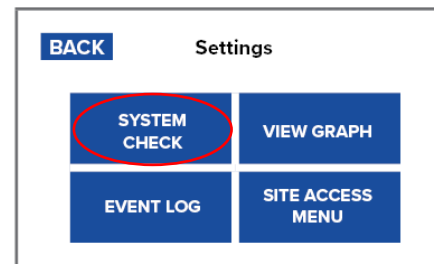 BACK Settings
SYSTEM
CHECK
VIEW GRAPH
EVENT LOG
SITE ACCESS
MENU